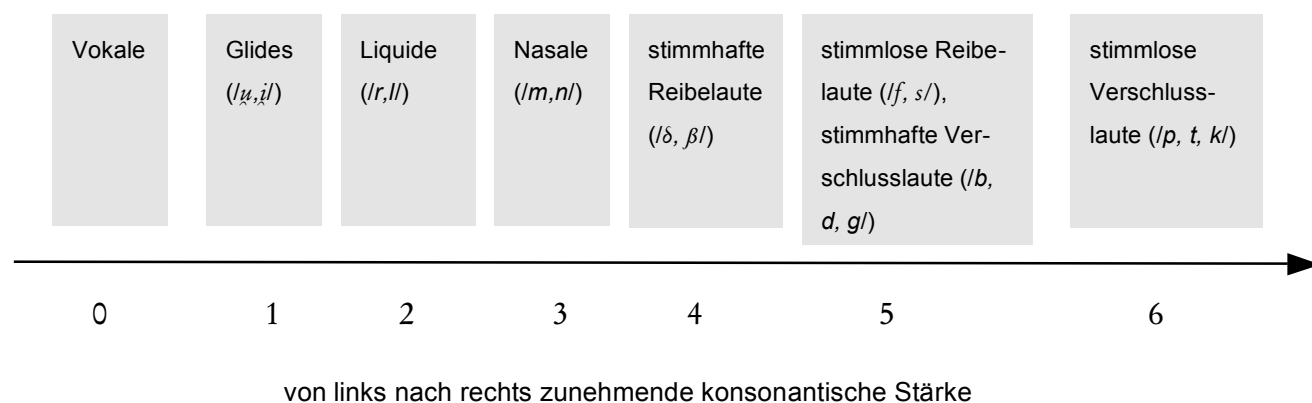 Vokale
Glides
(/u̯,i̯/)
Liquide
(/r,l/)
Nasale
(/m,n/)
stimmhafte
Reibelaute
(/δ, β/)
stimmlose Reibe-
laute (/f, s/),
stimmhafte Ver-
schlusslaute (/b,
d, g/)
stimmlose
Verschluss-
laute (/p, t, k/)
0 1 2 3 4 5 6
von links nach rechts zunehmende konsonantische Stärke